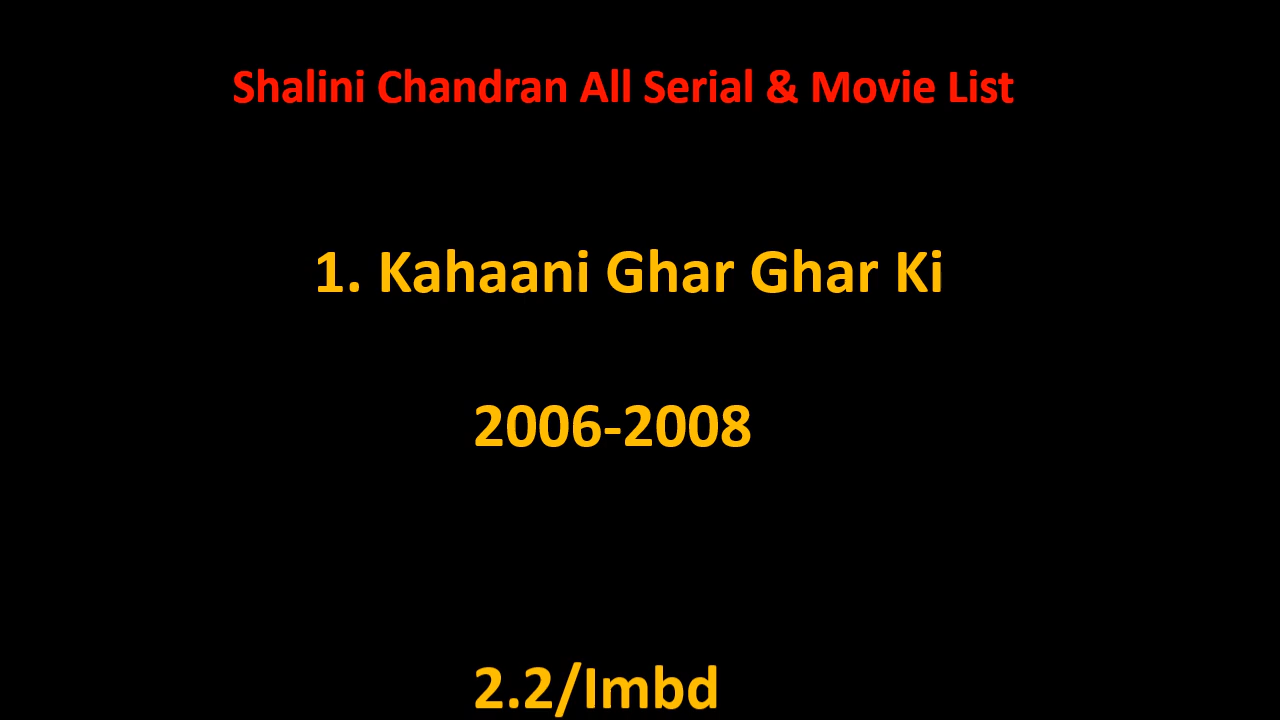 Shalini Chandran All Serial & Movie List
1. Kahaani Ghar Ghar Ki
2006-2008
2.2/Imbd